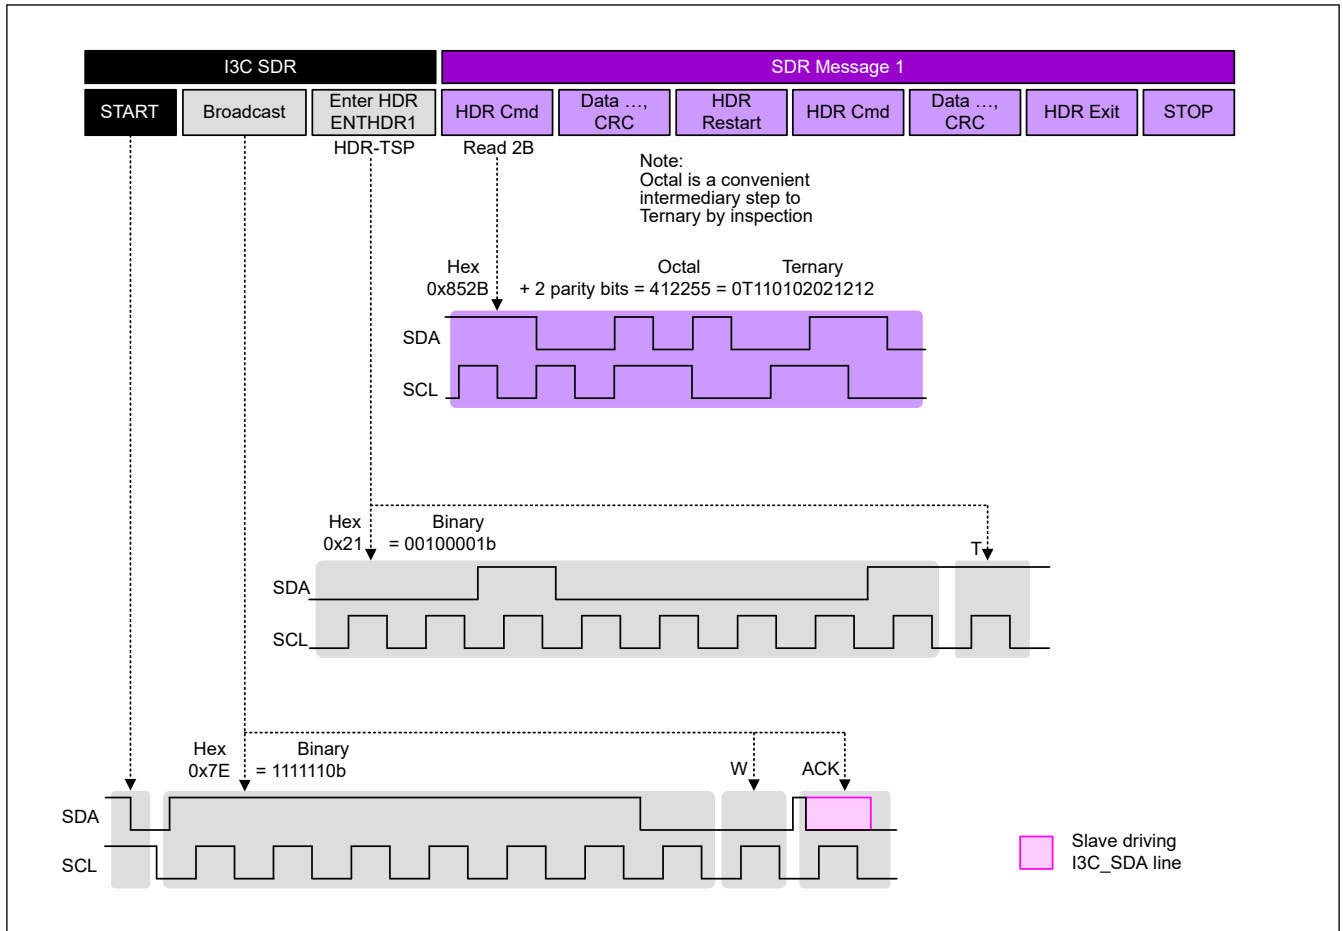 I3C SDR
SDR Message 1
START
Broadcast
Enter HDR
ENTHDR1
HDR Cmd
Data ...,
CRC
HDR
Restart
HDR Cmd
Data ...,
CRC
HDR Exit
STOP
HDR-TSP
Read 2B
Note:
Octal is a convenient
intermediary step to
Ternary by inspection
Hex
Octal
Ternary
0x852B + 2 parity bits = 412255 = 0T110102021212
SDA
SCL
Hex
Binary
0x21 = 00100001b
T
SDA
SCL
Hex
Binary
0x7E = 1111110b
W
ACK
SDA
SCL
Slave driving
I3C_SDA line